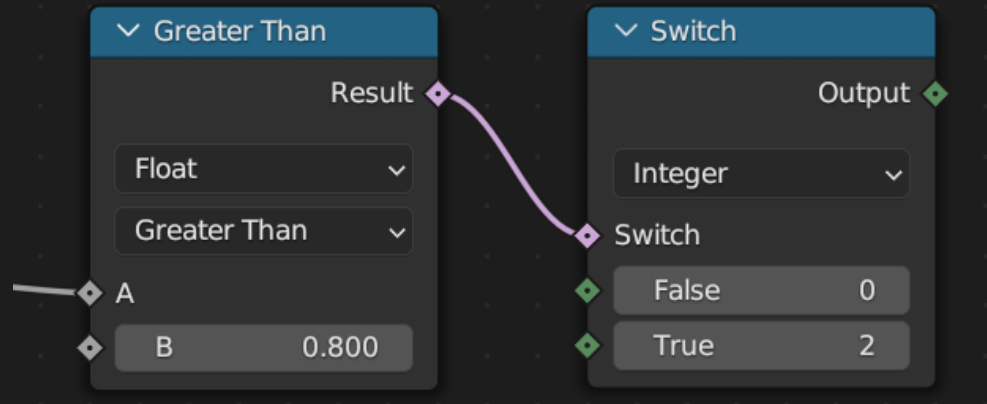 Greater Than
Result
Float
Greater Than
A
B 0.800
Switch
Output
Integer
Switch
False 0
True 2